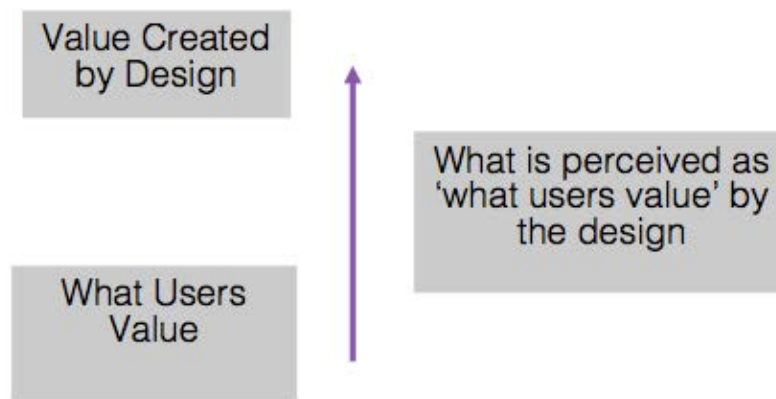 Value Created
by Design
What is perceived as
‘what users value’ by
the design
What Users
Value